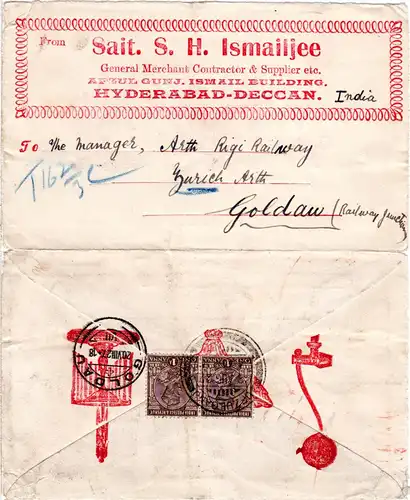 From
Sait. S. H. Ismailjee
General Merchant Contractor & Supplier etc.
AFTUL GUNJ, ISMAIL BUILDING,
HYDERABAD-DECCAN.
India
To The Manager, Arth Rigi Railway
Zurich Arth
Goldau (Railway Junction
GOLDAU